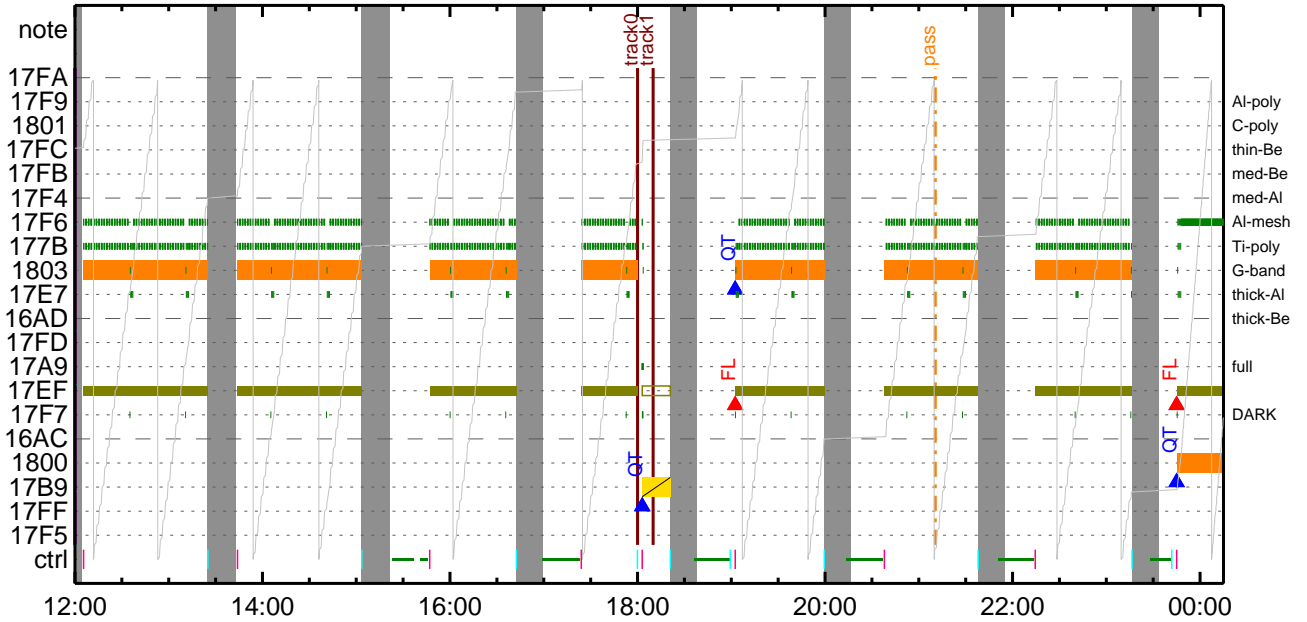 note
track0
track1
pass
17FA
17F9 Al-poly
1801 C-poly
17FC thin-Be
17FB med-Be
17F4 med-Al
17F6 Al-mesh
177B Ti-poly
QT
1803 G-band
17E7 thick-Al
16AD thick-Be
17FD
17A9 full
FL
FL
17EF
17F7 DARK
16AC
QT
QT
1800
17B9
17FF
17F5
ctrl
12:00 14:00 16:00 18:00 20:00 22:00 00:00